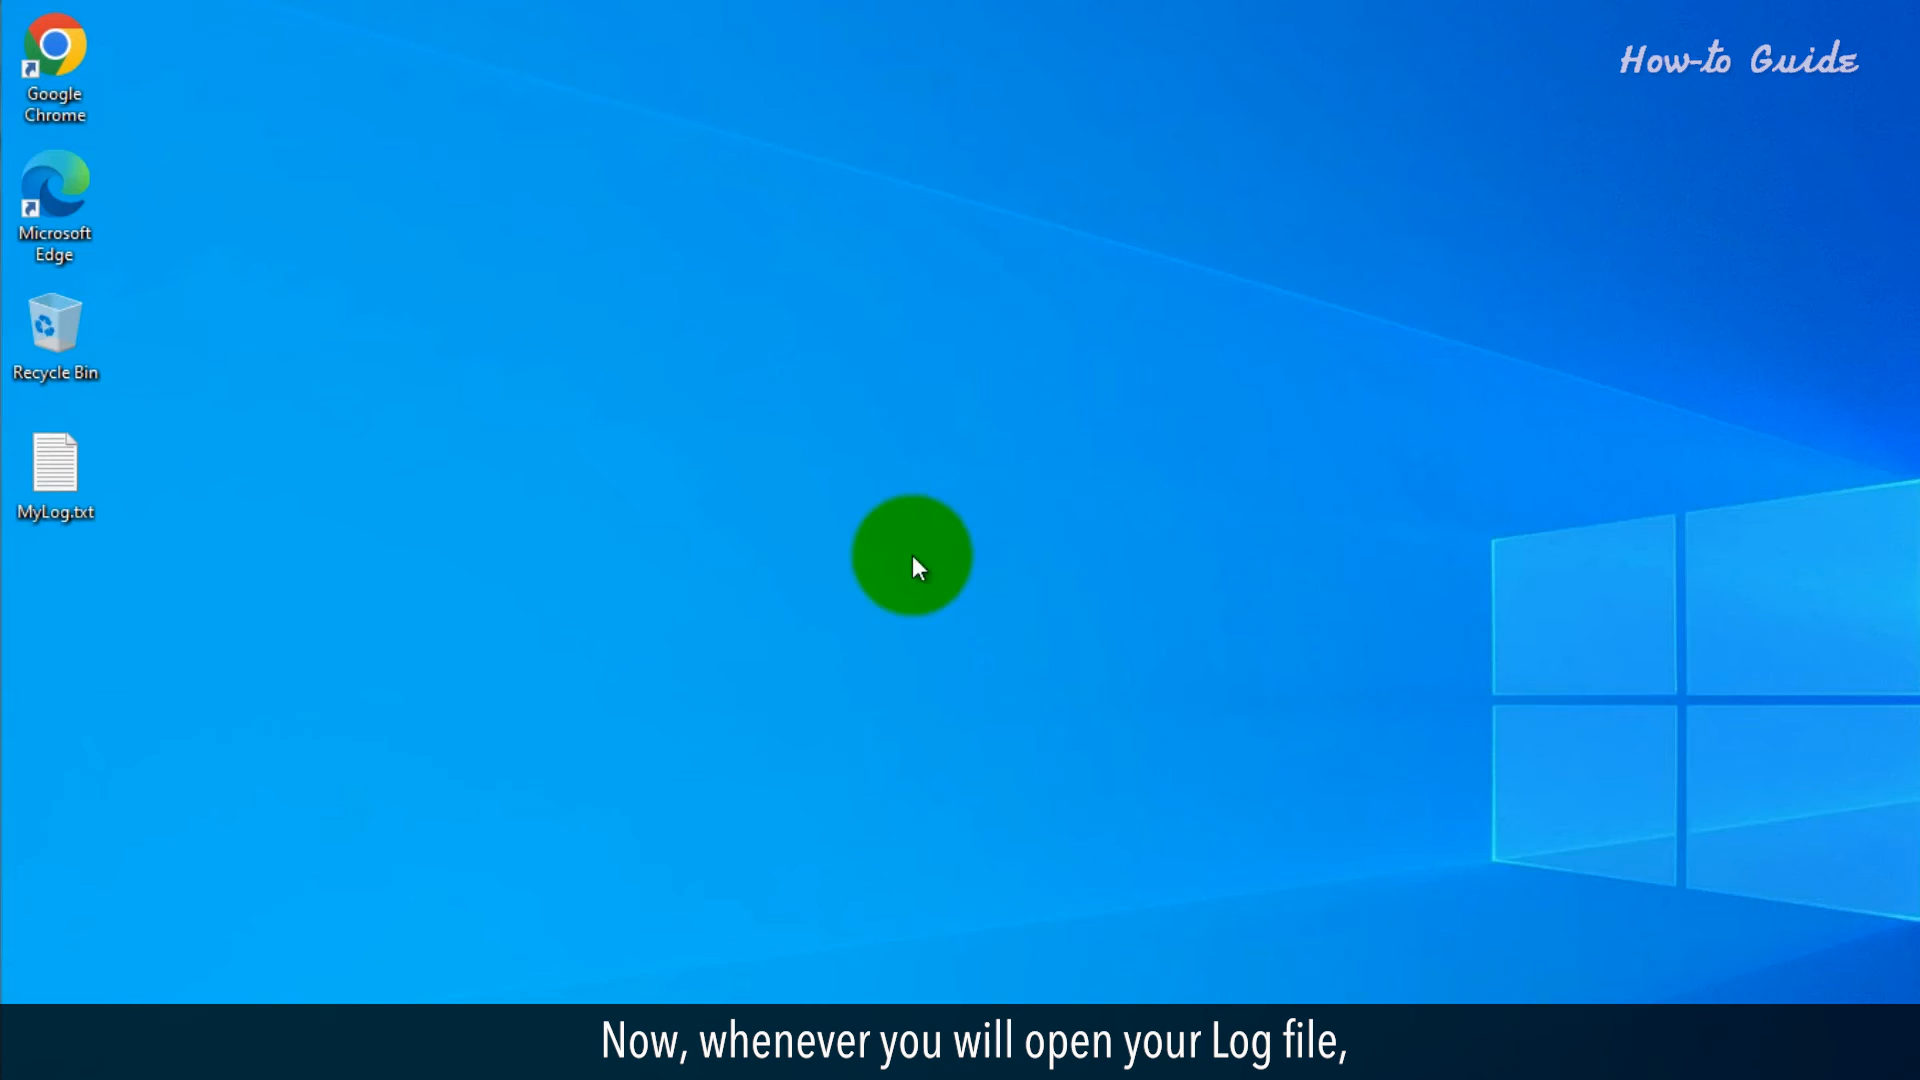 How-to Guide
Google
Chrome
Microsoft
Edge
Recycle Bin
MyLog.txt
Now, whenever you will open your Log file,